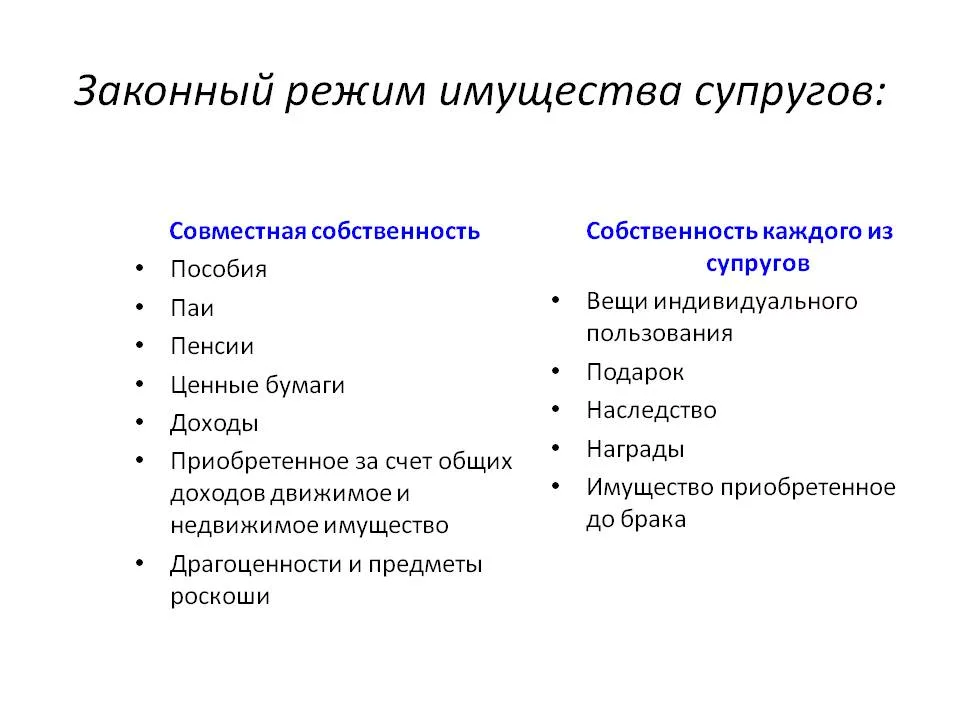 Законный режим имущества супругов:
Совместная собственность
• Пособия
• Паи
• Пенсии
• Ценные бумаги
• Доходы
• Приобретенное за счет общих
доходов движимое и
недвижимое имущество
• Драгоценности и предметы
роскоши
Собственность каждого из
супругов
• Вещи индивидуального
пользования
• Подарок
• Наследство
• Награды
• Имущество приобретенное
до брака